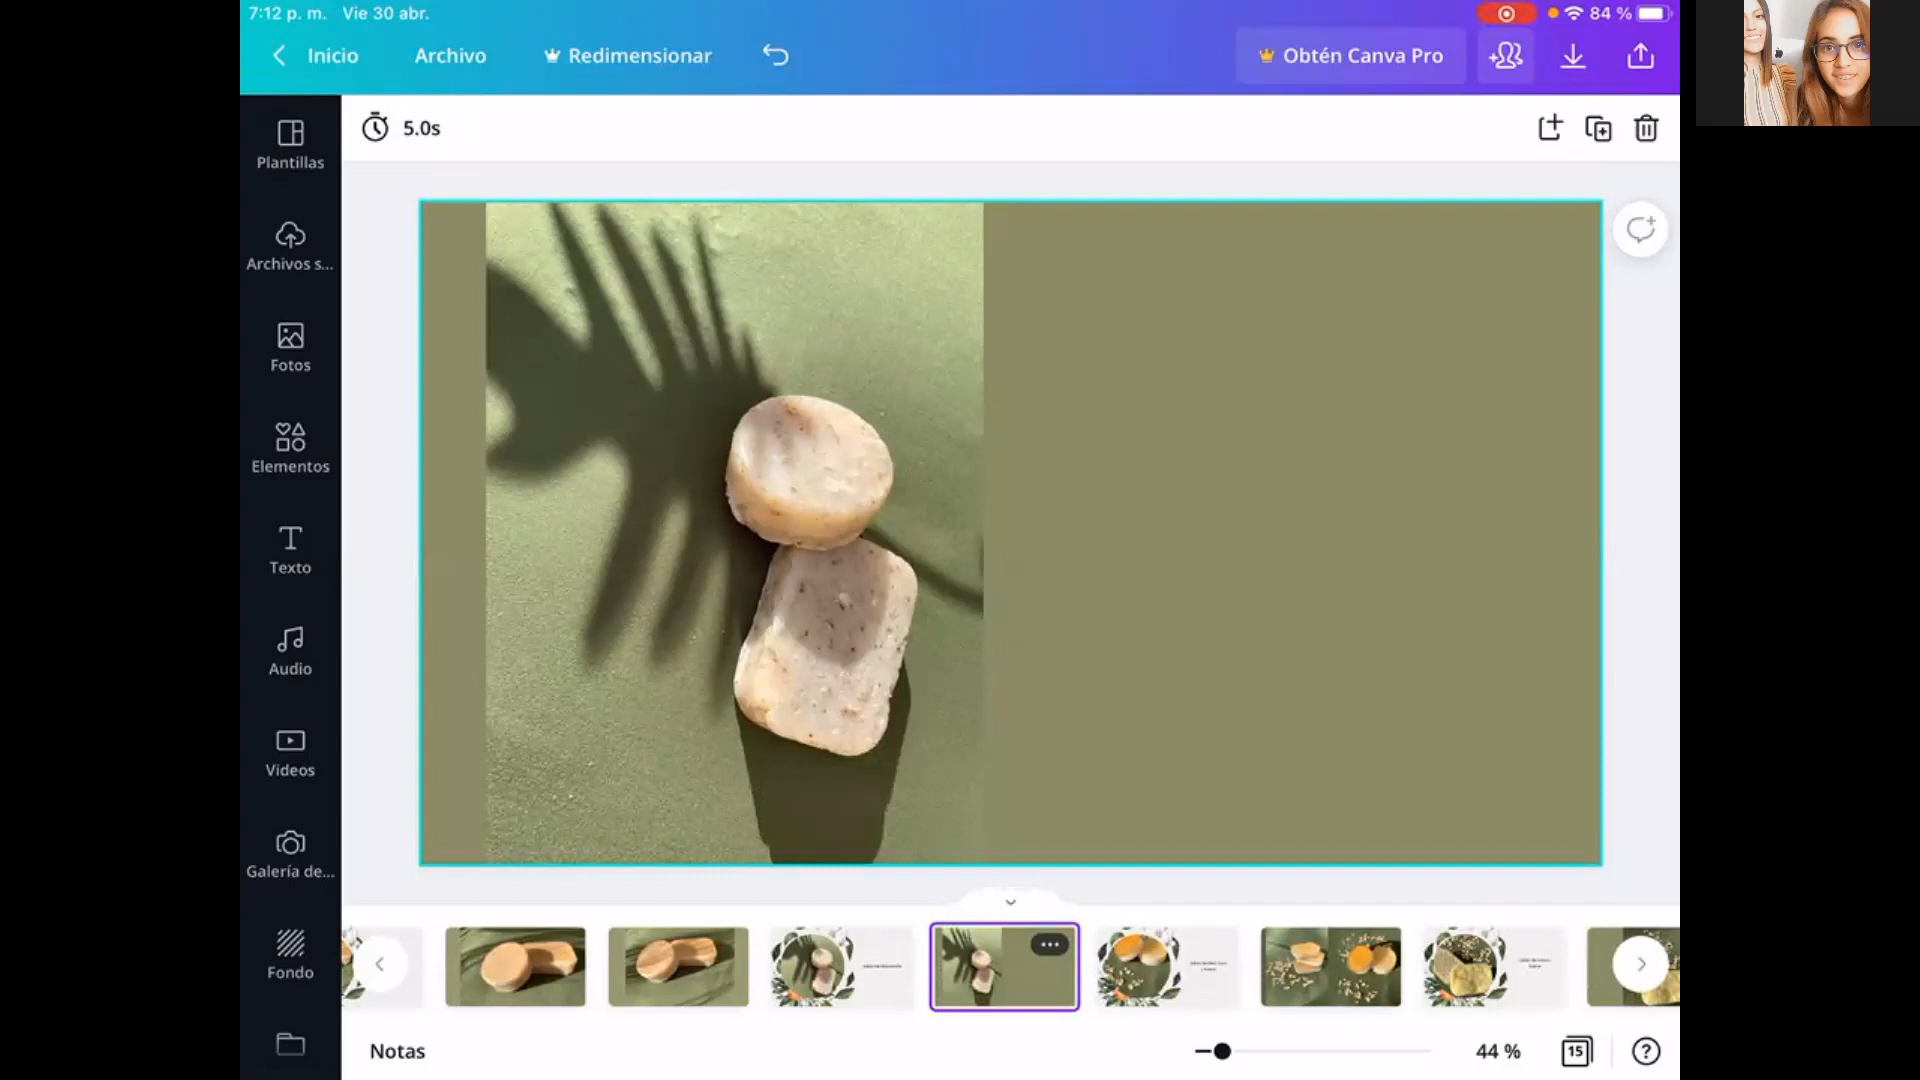 7:12 p. m. Vie 30 abr.
84 %
Inicio
Archivo
Redimensionar
Obtén Canva Pro
5.0s
Plantillas
Archivos s...
Fotos
Elementos
Texto
Audio
Videos
Galería de...
Fondo
Notas
44 %
15